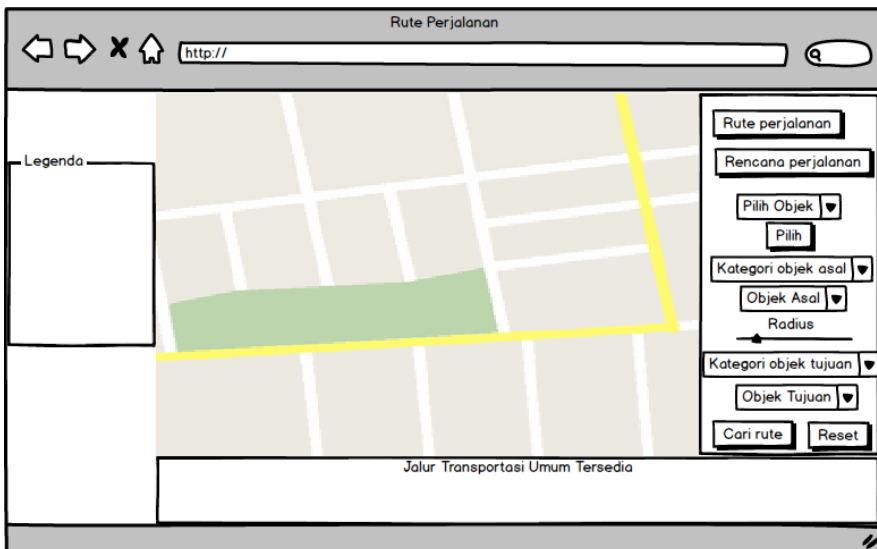 Rute Perjalanan
http://
Legenda
Rute perjalanan
Rencana perjalanan
Pilih Objek
Pilih
Kategori objek asal
Objek Asal
Radius
Kategori objek tujuan
Objek Tujuan
Cari rute
Reset
Jalur Transportasi Umum Tersedia